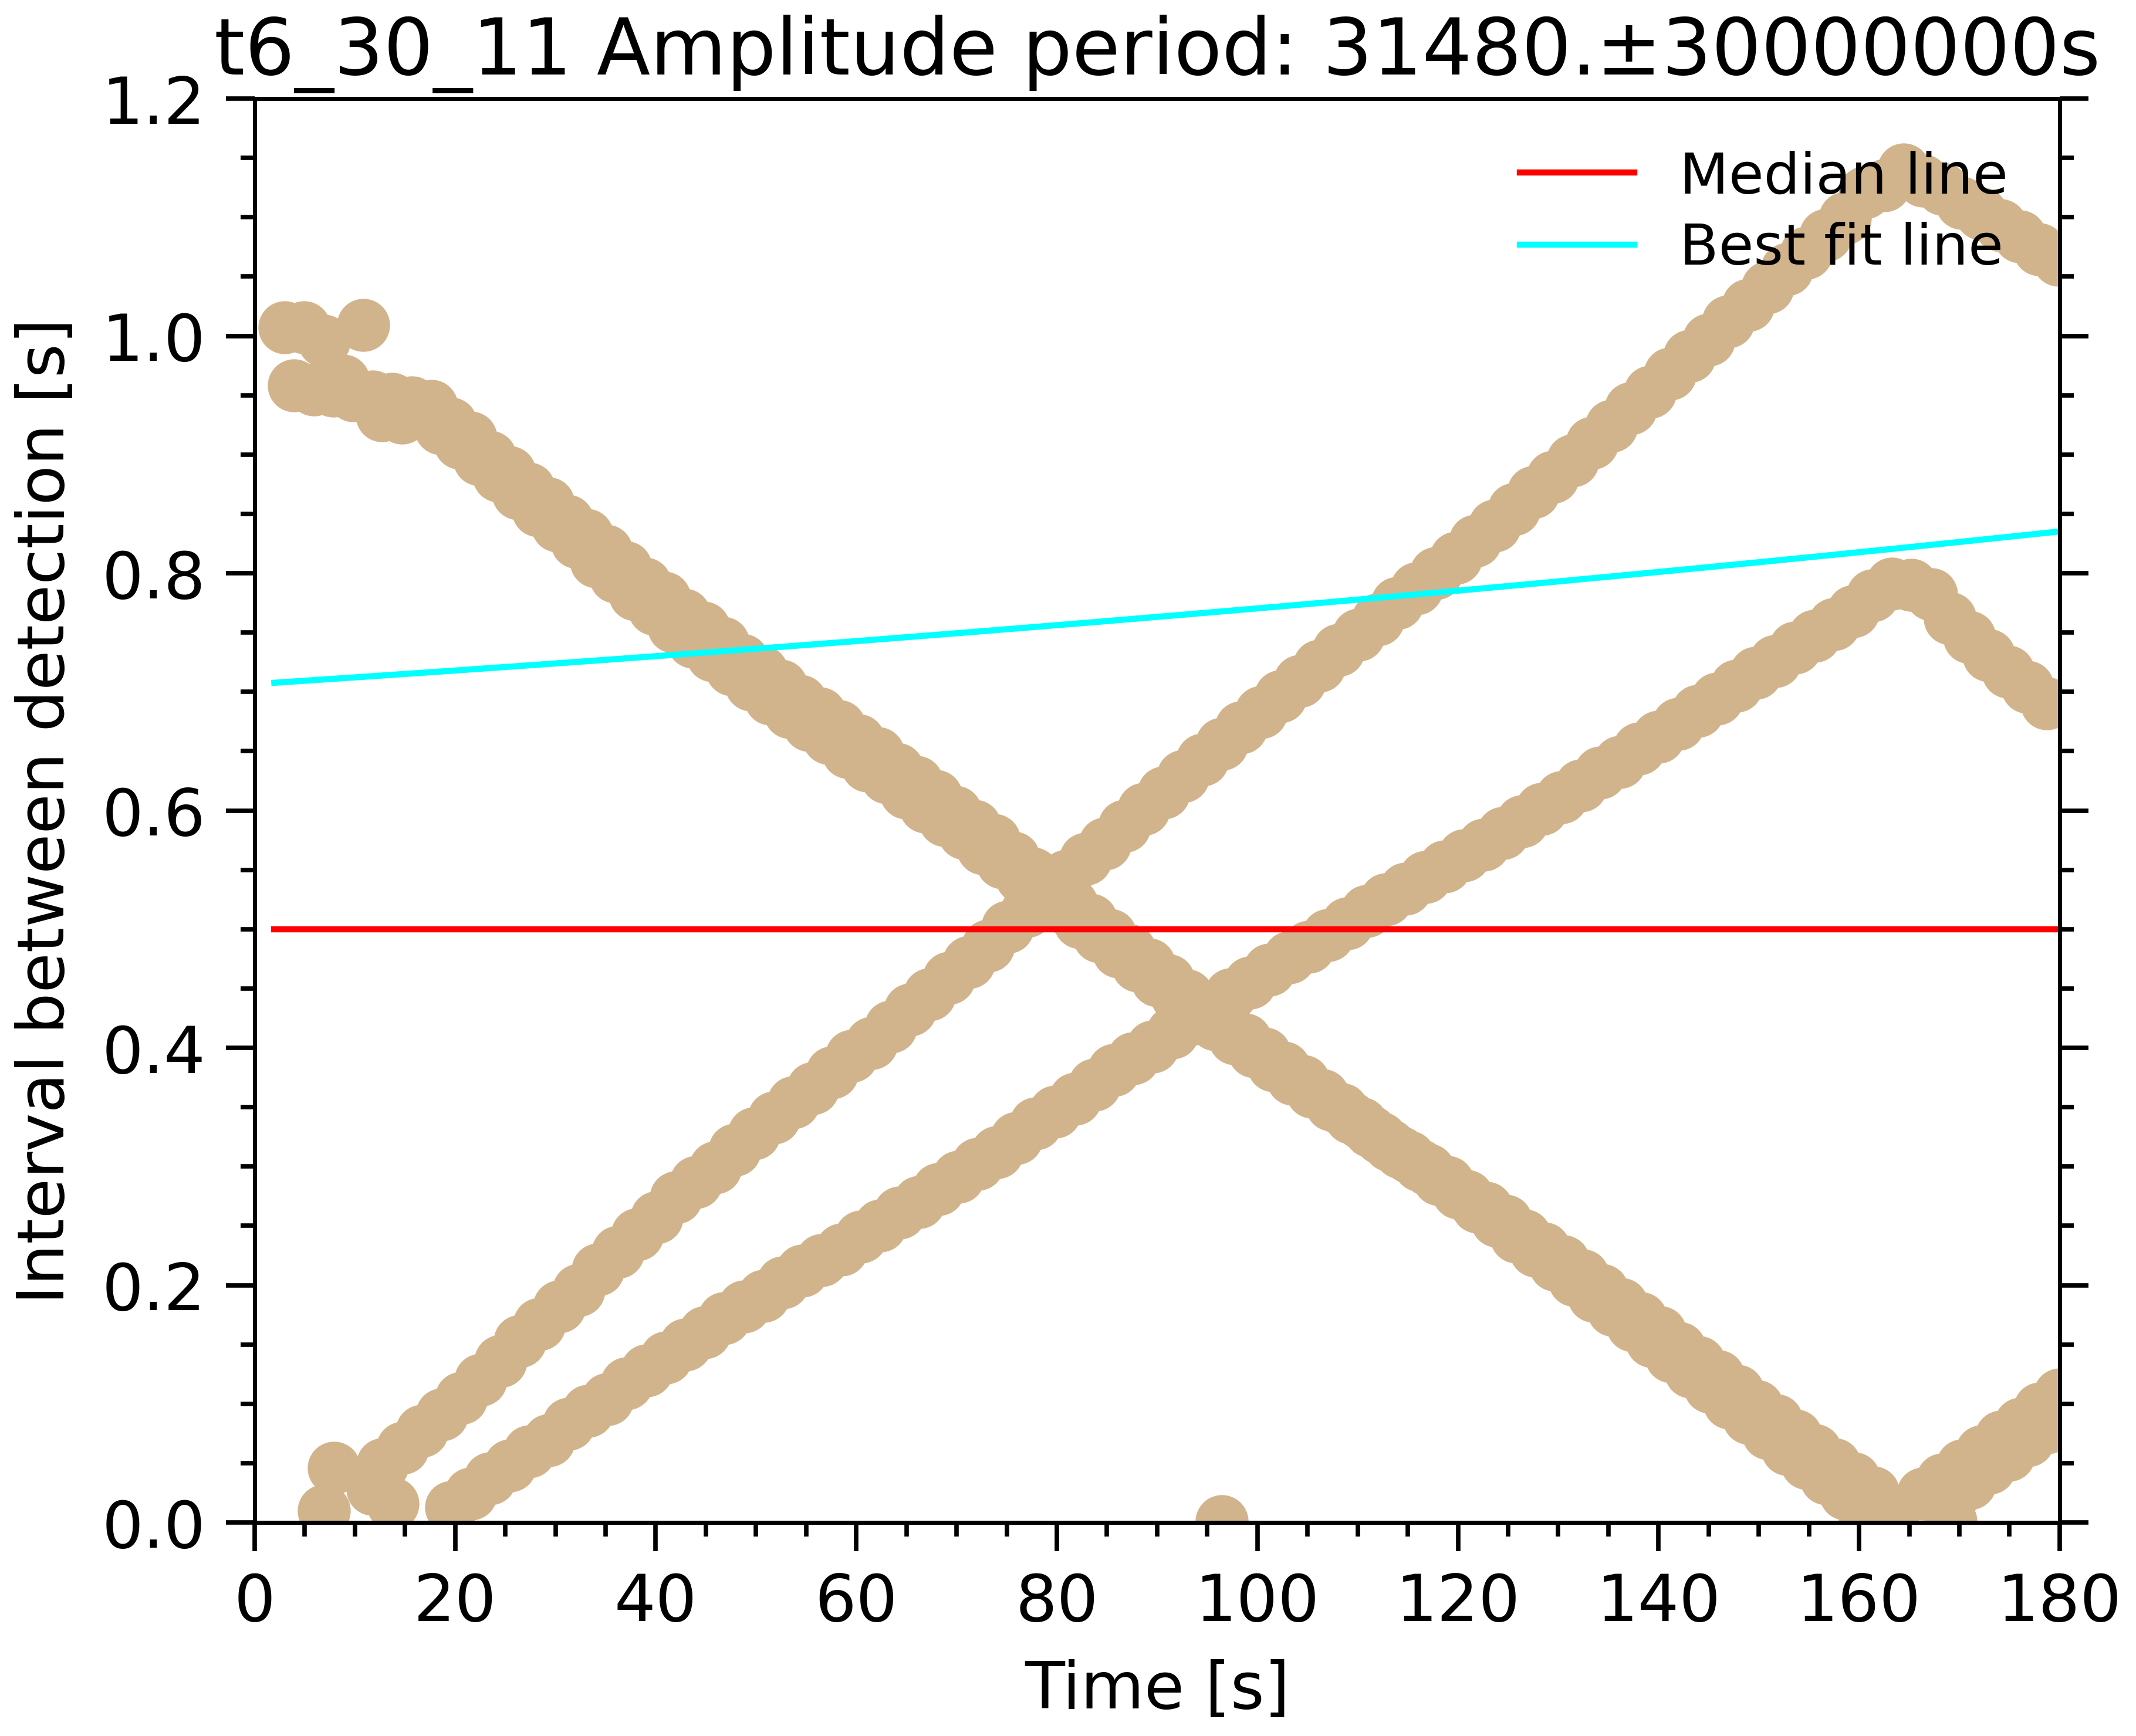 t6_30_11 Amplitude period: 31480.±30000000s
Median line
Best fit line
1.2
1.0
0.8
0.6
0.4
0.2
0.0
Interval between detection [s]
0 20 40 60 80 100 120 140 160 180
Time [s]